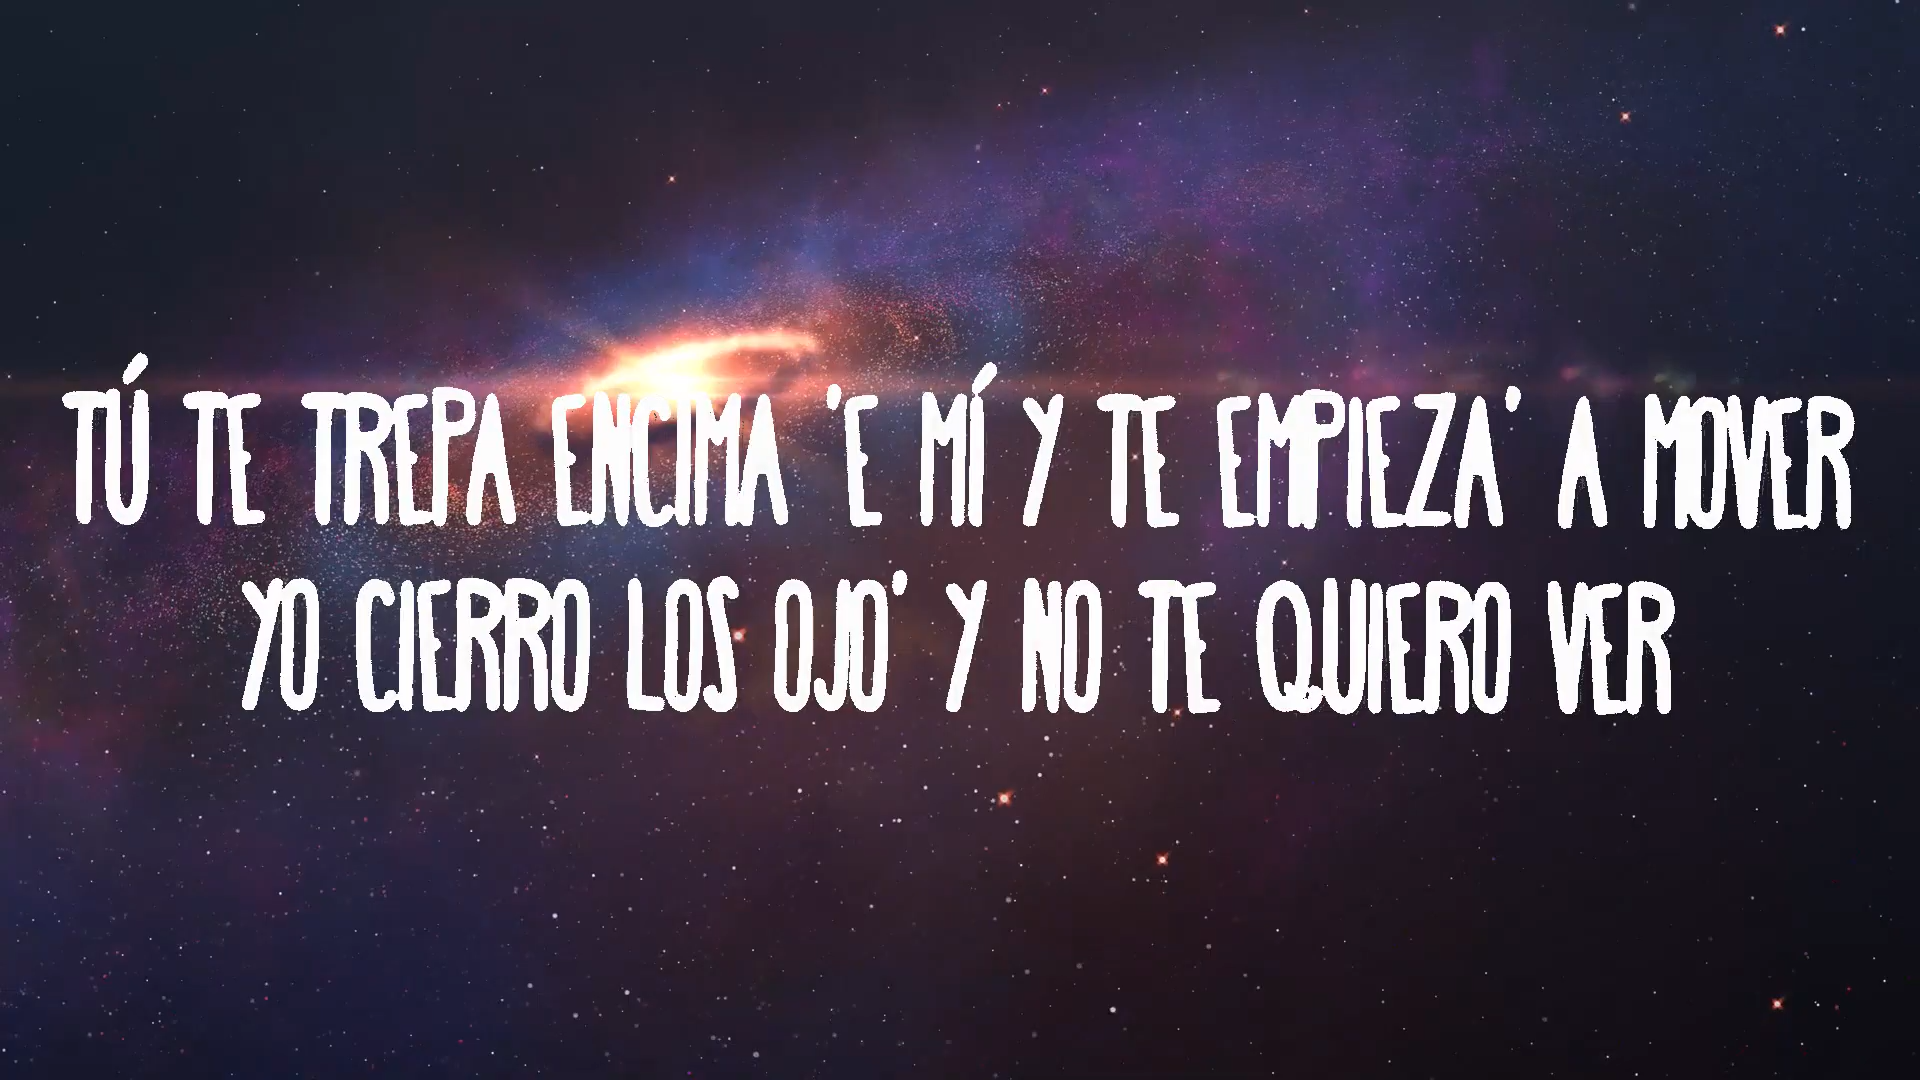 TÚ TE TREPA ENCIMA 'E MÍ Y TE EMPIEZA' A MOVER
YO CIERRO LOS OJO' Y NO TE QUIERO VER